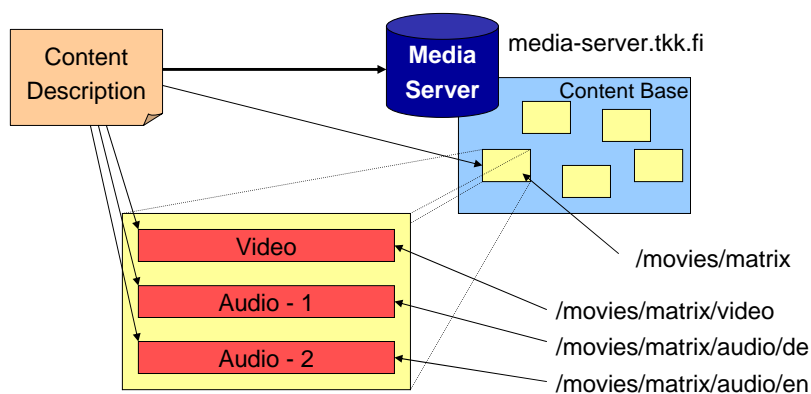 Content
Description
Media
Server
media-server.tkk.fi
Content Base
/movies/matrix
Video
/movies/matrix/video
Audio - 1
/movies/matrix/audio/de
Audio - 2
/movies/matrix/audio/en